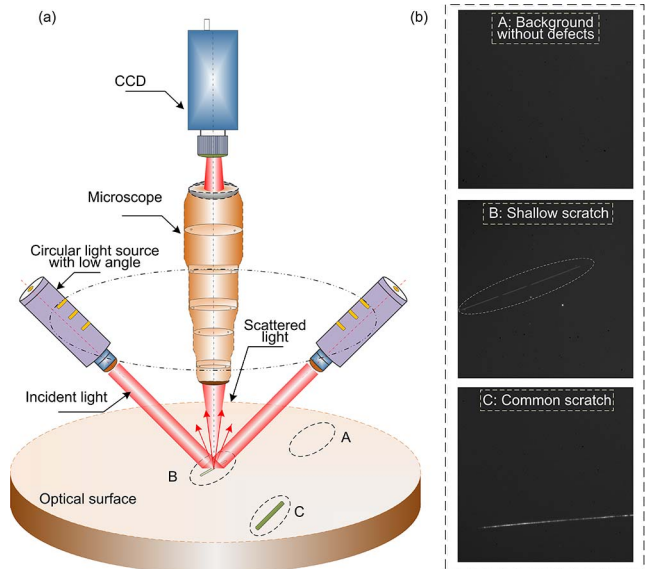 (a)
CCD
Microscope
Circular light source
with low angle
Scattered
light
Incident light
A
B
C
Optical surface
(b)
A: Background
without defects
B: Shallow scratch
C: Common scratch